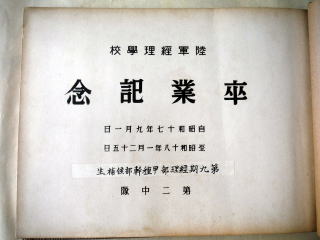 陸軍經理學校
卒業記念
自昭和十七年九月一日
至昭和十八年一月二十五日
第九期經理部甲種幹部候補生
第二中隊